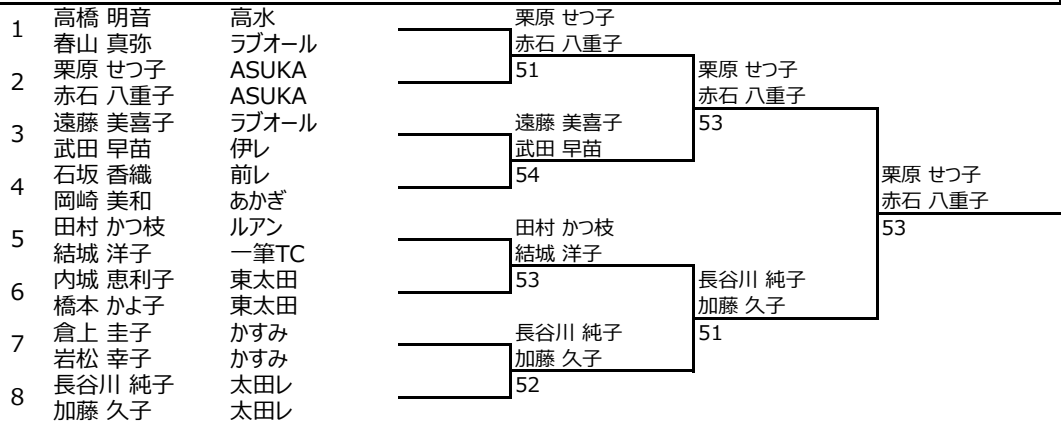 1
高橋 明音 高水
春山 真弥 ラブオール
2
栗原 せつ子 ASUKA
赤石 八重子 ASUKA
3
遠藤 美喜子 ラブオール
武田 早苗 伊レ
4
石坂 香織 前レ
岡崎 美和 あかぎ
5
田村 かつ枝 ルアン
結城 洋子 一筆TC
6
内城 恵利子 東太田
橋本 かよ子 東太田
7
倉上 圭子 かすみ
岩松 幸子 かすみ
8
長谷川 純子 太田レ
加藤 久子 太田レ
栗原 せつ子
赤石 八重子
51
遠藤 美喜子
武田 早苗
54
田村 かつ枝
結城 洋子
53
長谷川 純子
加藤 久子
52
栗原 せつ子
赤石 八重子
53
長谷川 純子
加藤 久子
51
栗原 せつ子
赤石 八重子
53